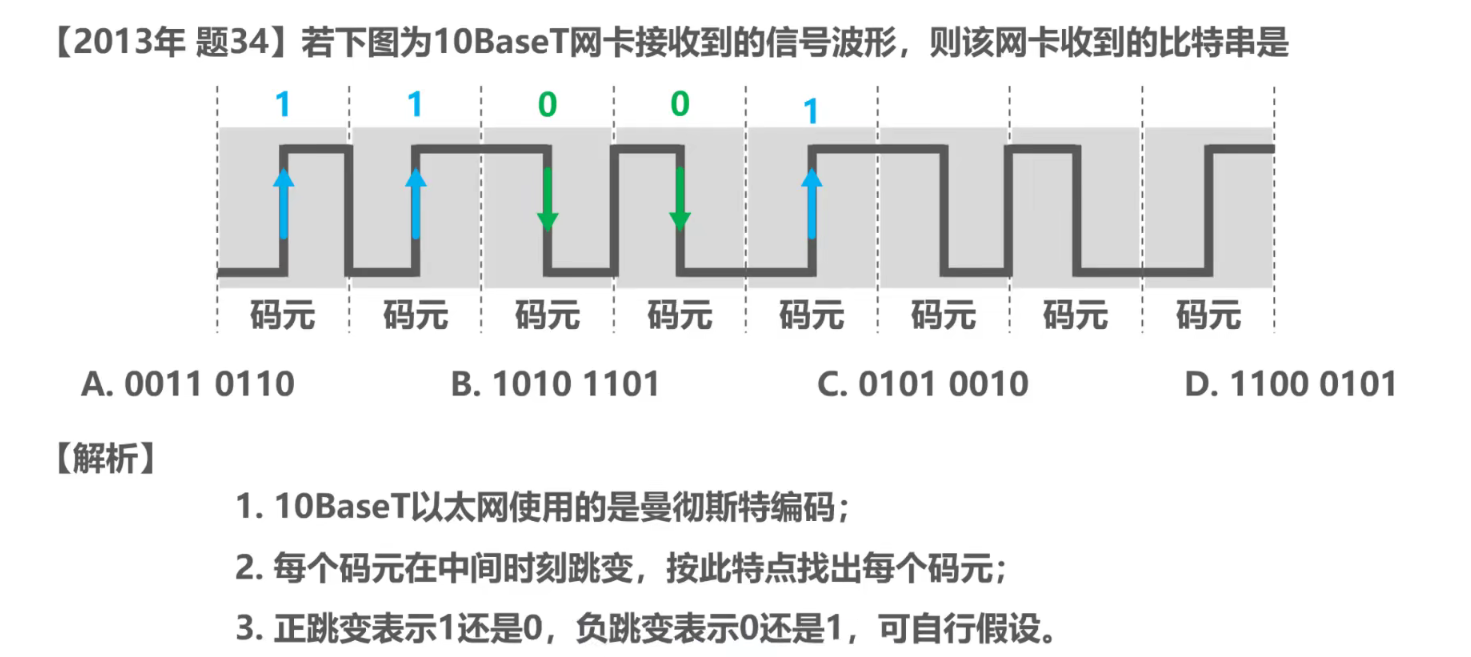 【2013年 题34】若下图为10BaseT网卡接收到的信号波形，则该网卡收到的比特串是
1 1 0 0 1
码元 码元 码元 码元 码元 码元 码元 码元
A. 0011 0110 B. 1010 1101 C. 0101 0010 D. 1100 0101
【解析】
1. 10BaseT以太网使用的是曼彻斯特编码；
2. 每个码元在中间时刻跳变，按此特点找出每个码元；
3. 正跳变表示1还是0，负跳变表示0还是1，可自行假设。